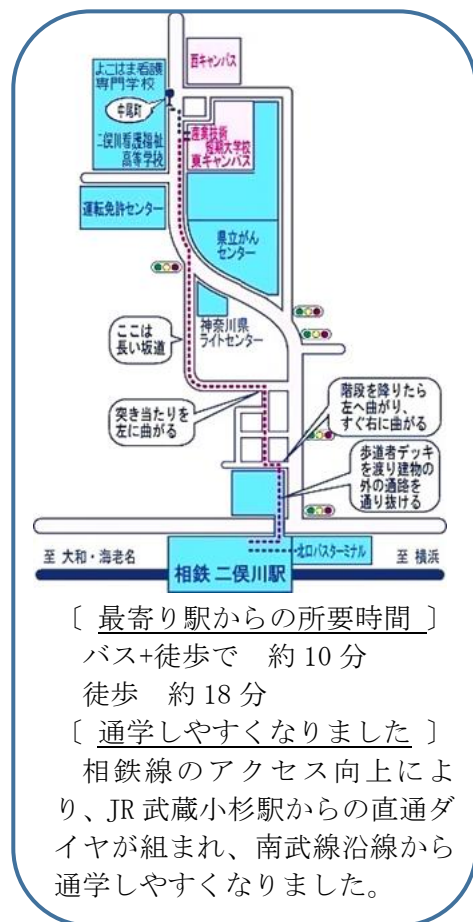 西キャンパス
よこはま看護
専門学校
中尾町
産業技術
短期大学校
東キャンパス
二俣川看護福祉
高等学校
運転免許センター
県立がん
センター
神奈川県
ライトセンター
ここは
長い坂道
突き当たりを
左に曲がる
階段を降りたら
左へ曲がり、
すぐ右に曲がる
歩道者デッキ
を渡り建物の
外の通路を
通り抜ける
北口バスターミナル
至 大和・海老名
至 横浜
相鉄 二俣川駅
〔 最寄り駅からの所要時間 〕
バス+徒歩で 約 10 分
徒歩 約 18 分
〔 通学しやすくなりました 〕
相鉄線のアクセス向上によ
り、JR 武蔵小杉駅からの直通ダ
イヤが組まれ、南武線沿線から
通学しやすくなりました。